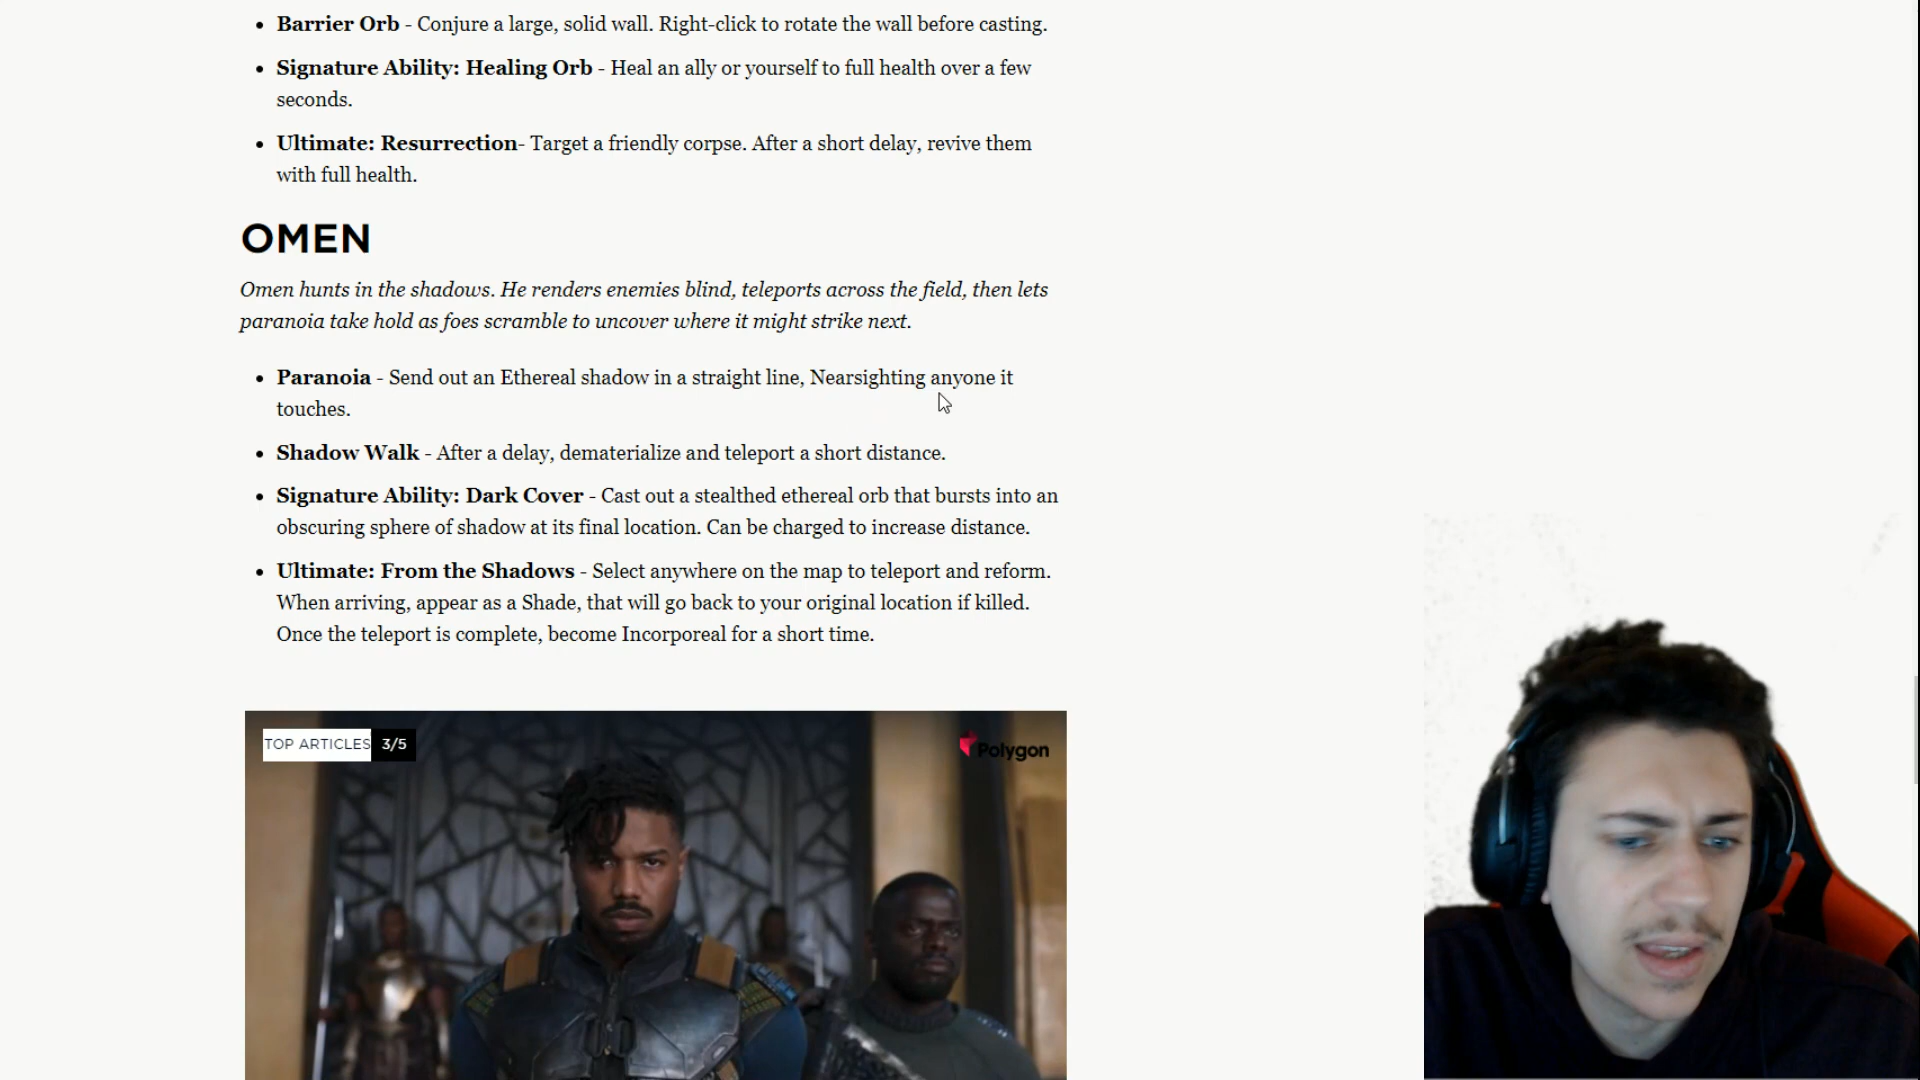 Barrier Orb - Conjure a large, solid wall. Right-click to rotate the wall before casting.
Signature Ability: Healing Orb - Heal an ally or yourself to full health over a few
seconds.
Ultimate: Resurrection- Target a friendly corpse. After a short delay, revive them
with full health.
OMEN
Omen hunts in the shadows. He renders enemies blind, teleports across the field, then lets
paranoia take hold as foes scramble to uncover where it might strike next.
Paranoia - Send out an Ethereal shadow in a straight line, Nearsighting anyone it
touches.
Shadow Walk - After a delay, dematerialize and teleport a short distance.
Signature Ability: Dark Cover - Cast out a stealthed ethereal orb that bursts into an
obscuring sphere of shadow at its final location. Can be charged to increase distance.
Ultimate: From the Shadows - Select anywhere on the map to teleport and reform.
When arriving, appear as a Shade, that will go back to your original location if killed.
Once the teleport is complete, become Incorporeal for a short time.
TOP ARTICLES 3/5
Polygon